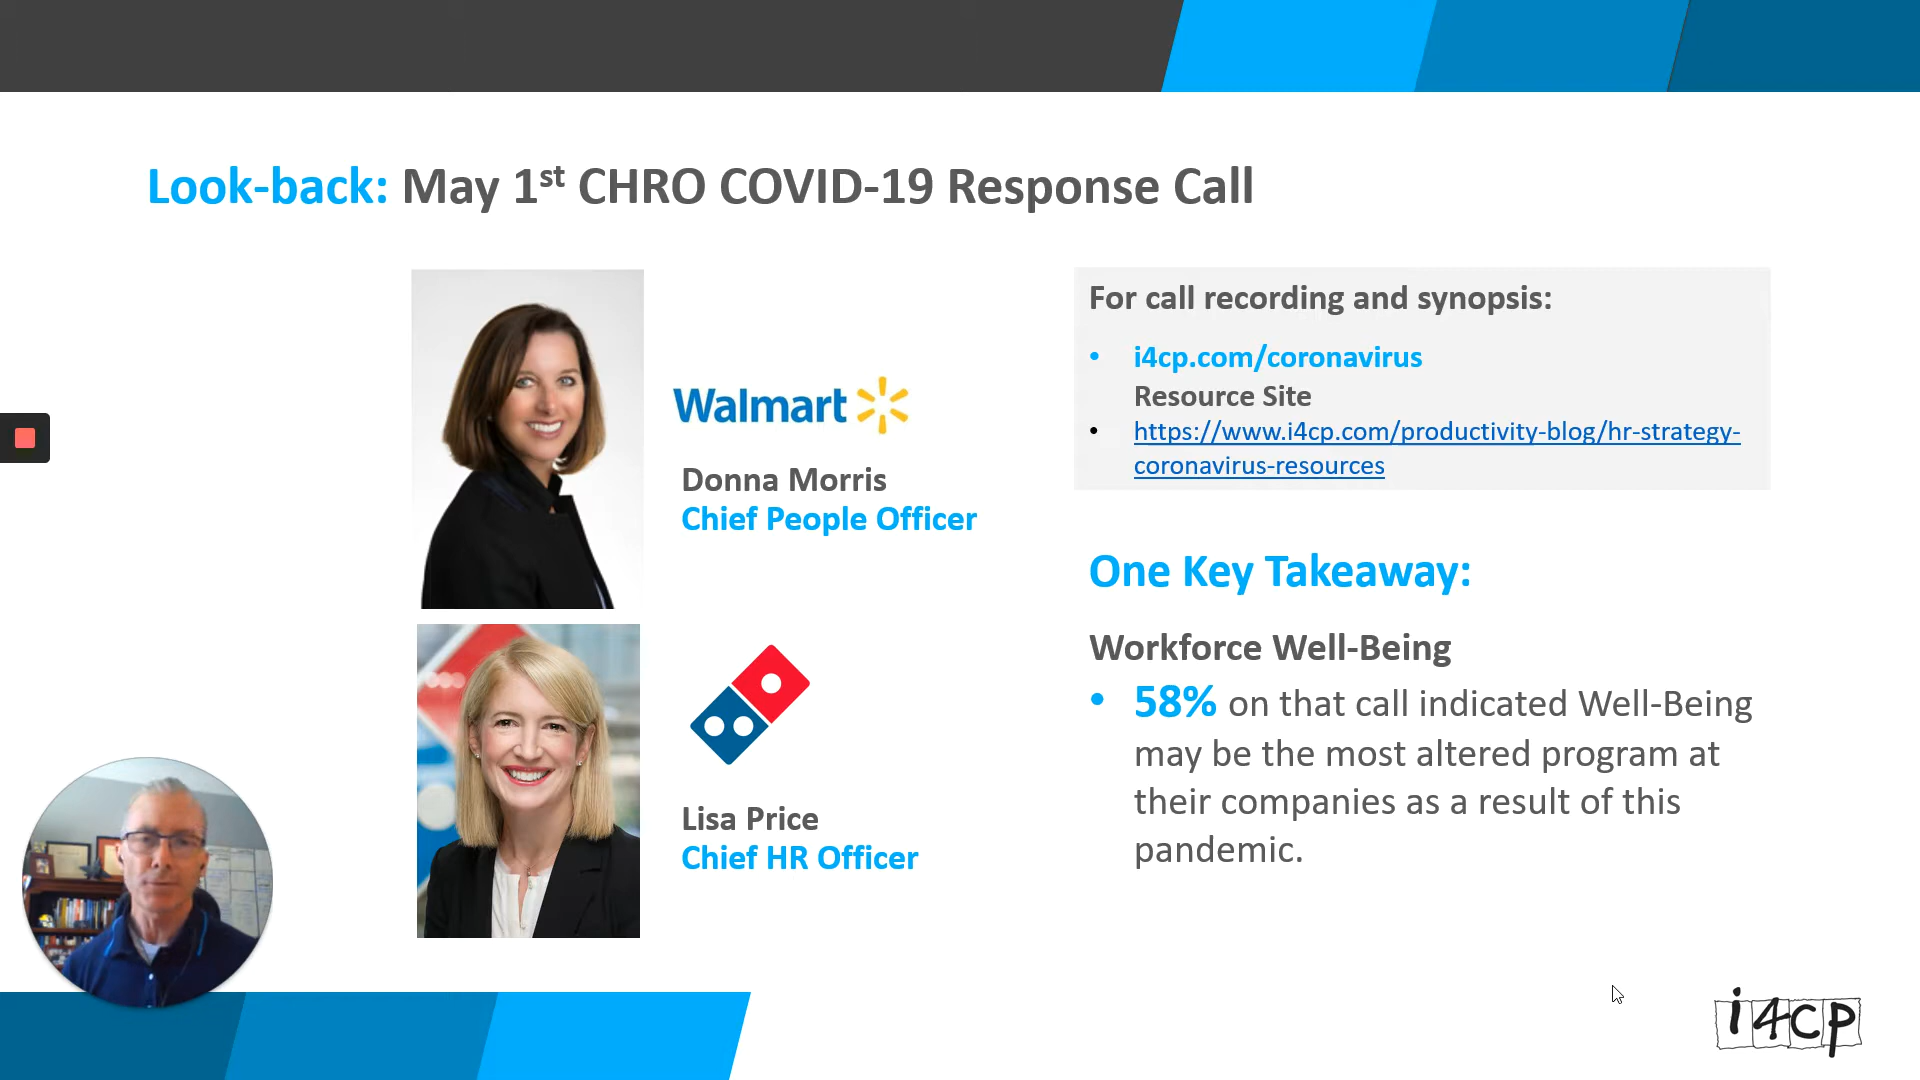 Look-back: May 1st CHRO COVID-19 Response Call
Walmart
Donna Morris
Chief People Officer
Lisa Price
Chief HR Officer
For call recording and synopsis:
• i4cp.com/coronavirus
Resource Site
• https://www.i4cp.com/productivity-blog/hr-strategy-
coronavirus-resources
One Key Takeaway:
Workforce Well-Being
• 58% on that call indicated Well-Being
may be the most altered program at
their companies as a result of this
pandemic.
i4cp